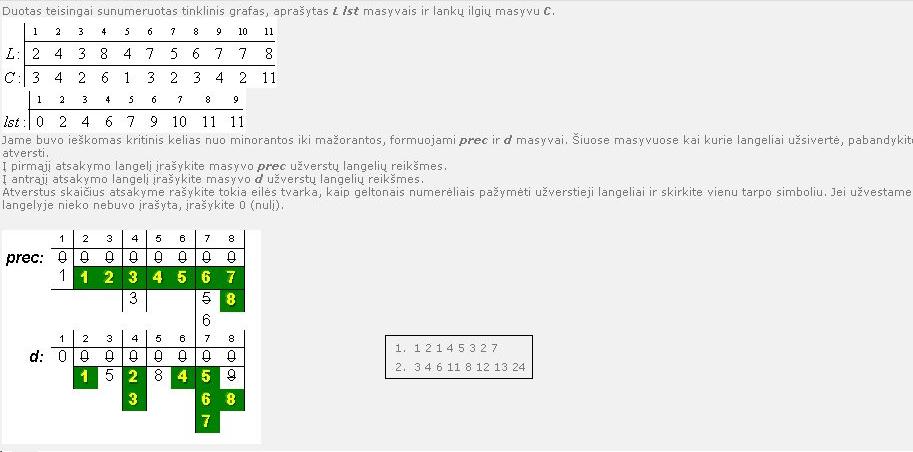 Duotas teisingai sunumeruotas tinklinis grafas, aprašytas L lst masyvais ir lankų ilgių masyvu C.
1 2 3 4 5 6 7 8 9 10 11
L: 2 4 3 8 4 7 5 6 7 7 8
C: 3 4 2 6 1 3 2 3 4 2 11
1 2 3 4 5 6 7 8 9
lst: 0 2 4 6 7 9 10 11 11
Jame buvo ieškomas kritinis kelias nuo minorantos iki mažorantos, formuojami prec ir d masyvai. Šiuose masyvuose kai kurie langeliai užsivertė, pabandykit
atversti.
Į pirmąjį atsakymo langelį įrašykite masyvo prec užverstų langelių reikšmes.
Į antrąjį atsakymo langelį įrašykite masyvo d užverstų langelių reikšmes.
Atverstus skaičius atsakyme rašykite tokia eilės tvarka, kaip geltonais numerėliais pažymėti užverstieji langeliai ir skirkite vienu tarpo simboliu. Jei užvestame
langelyje nieko nebuvo įrašyta, įrašykite 0 (nulį).
1 2 3 4 5 6 7 8
prec: 0 0 0 0 0 0 0 0
1 1 2 3 4 5 6 7
3 5 8
6
1 2 3 4 5 6 7 8
d: 0 0 0 0 0 0 0 0
1 5 2 8 4 5 9
3 6 8
7
1. 1 2 1 4 5 3 2 7
2. 3 4 6 11 8 12 13 24